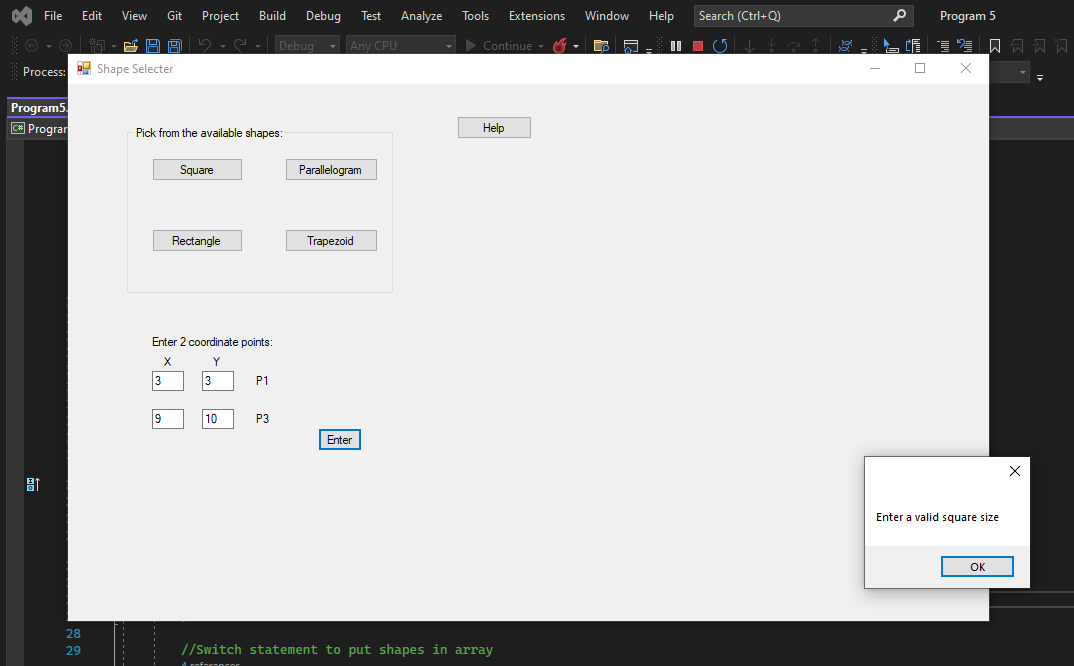 File Edit View Git Project Build Debug Test Analyze Tools Extensions Window Help Search (Ctrl+Q) Program 5
Debug Any CPU Continue
Process:
Shape Selecter
Program5.
C# Program
Pick from the available shapes:
Help
Square Parallelogram
Rectangle Trapezoid
Enter 2 coordinate points:
X Y
3 3 P1
9 10 P3
Enter
Enter a valid square size
OK
28
29 //Switch statement to put shapes in array
4 references